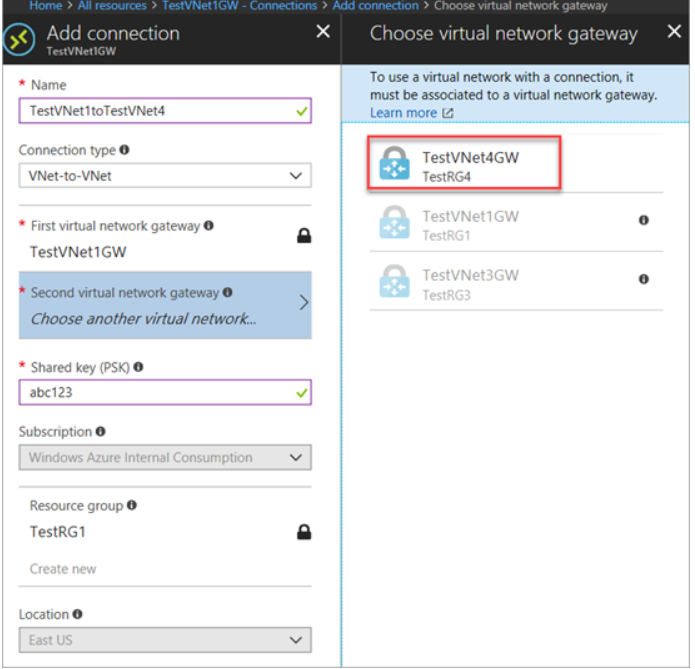 Home > All resources > TestVNet1GW - Connections > Add connection > Choose virtual network gateway
Add connection
TestVNet1GW
* Name
TestVNet1toTestVNet4
Connection type
VNet-to-VNet
* First virtual network gateway
TestVNet1GW
* Second virtual network gateway
Choose another virtual network...
* Shared key (PSK)
abc123
Subscription
Windows Azure Internal Consumption
Resource group
TestRG1
Create new
Location
East US
Choose virtual network gateway
To use a virtual network with a connection, it
must be associated to a virtual network gateway.
Learn more
TestVNet4GW
TestRG4
TestVNet1GW
TestRG1
TestVNet3GW
TestRG3